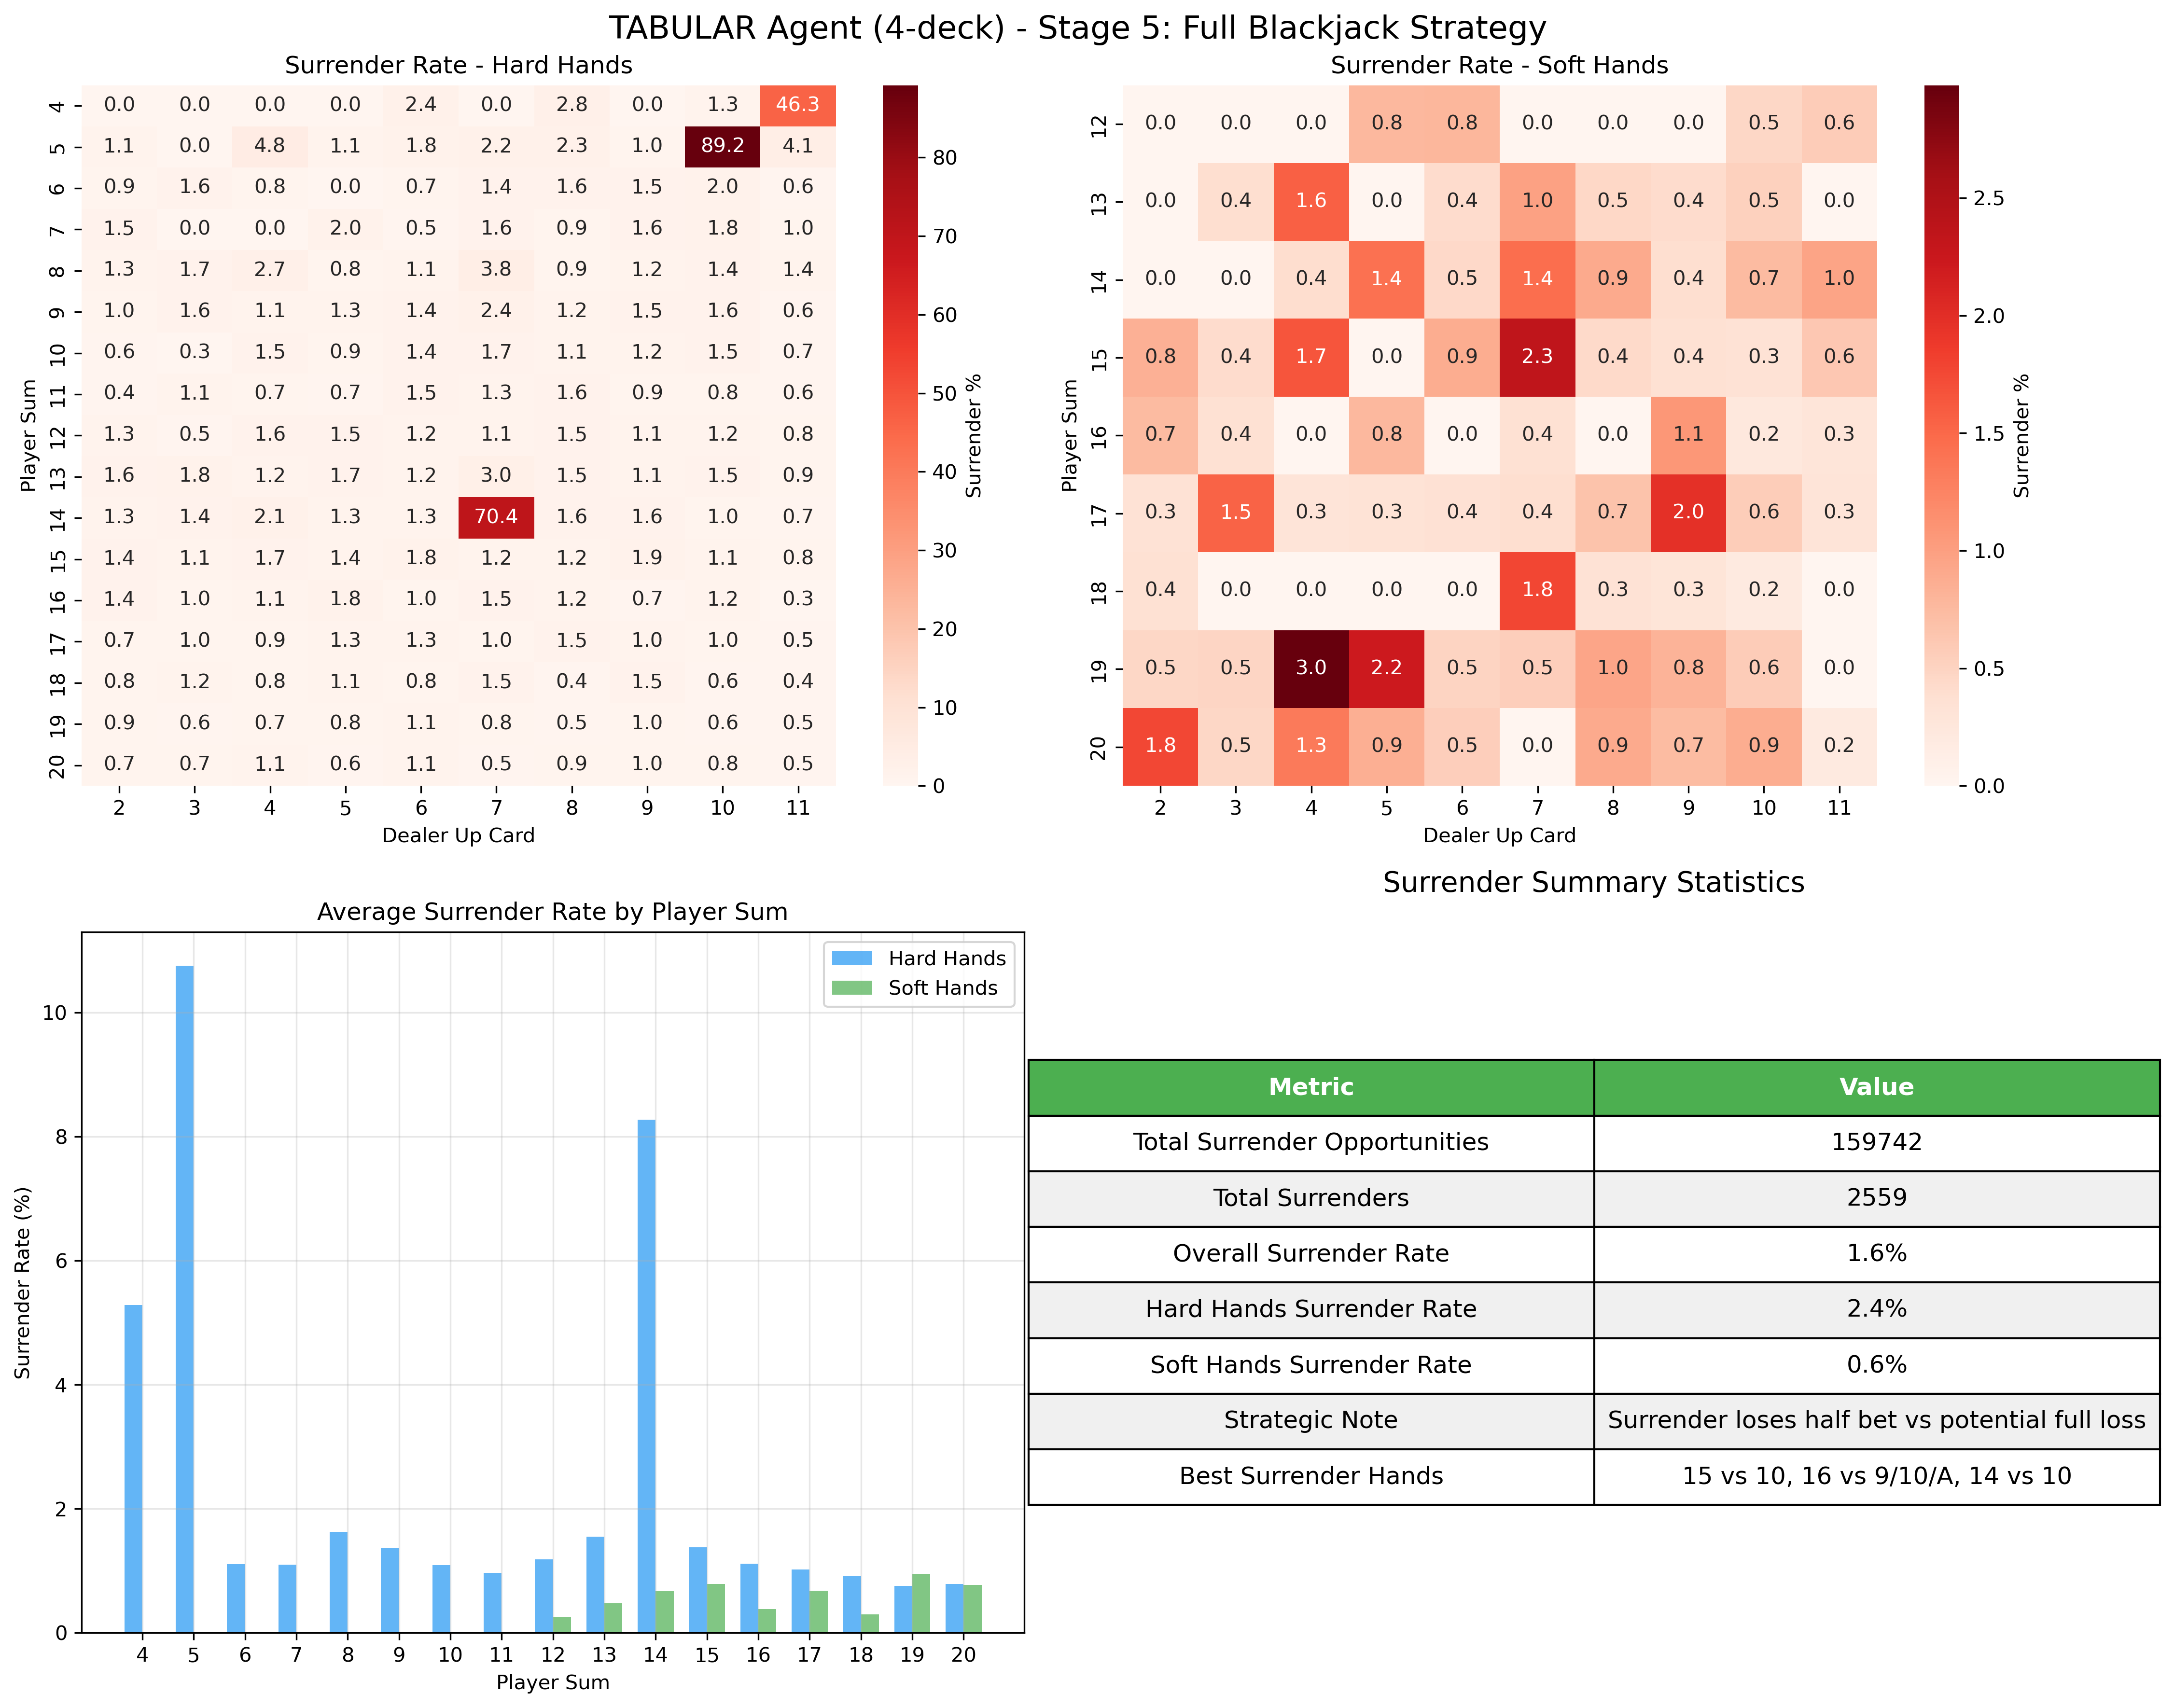 TABULAR Agent (4-deck) - Stage 5: Full Blackjack Strategy
Surrender Rate - Hard Hands
4 0.0 0.0 0.0 0.0 2.4 0.0 2.8 0.0 1.3 46.3
5 1.1 0.0 4.8 1.1 1.8 2.2 2.3 1.0 89.2 4.1
6 0.9 1.6 0.8 0.0 0.7 1.4 1.6 1.5 2.0 0.6
7 1.5 0.0 0.0 2.0 0.5 1.6 0.9 1.6 1.8 1.0
8 1.3 1.7 2.7 0.8 1.1 3.8 0.9 1.2 1.4 1.4
9 1.0 1.6 1.1 1.3 1.4 2.4 1.2 1.5 1.6 0.6
10 0.6 0.3 1.5 0.9 1.4 1.7 1.1 1.2 1.5 0.7
11 0.4 1.1 0.7 0.7 1.5 1.3 1.6 0.9 0.8 0.6
12 1.3 0.5 1.6 1.5 1.2 1.1 1.5 1.1 1.2 0.8
13 1.6 1.8 1.2 1.7 1.2 3.0 1.5 1.1 1.5 0.9
14 1.3 1.4 2.1 1.3 1.3 70.4 1.6 1.6 1.0 0.7
15 1.4 1.1 1.7 1.4 1.8 1.2 1.2 1.9 1.1 0.8
16 1.4 1.0 1.1 1.8 1.0 1.5 1.2 0.7 1.2 0.3
17 0.7 1.0 0.9 1.3 1.3 1.0 1.5 1.0 1.0 0.5
18 0.8 1.2 0.8 1.1 0.8 1.5 0.4 1.5 0.6 0.4
19 0.9 0.6 0.7 0.8 1.1 0.8 0.5 1.0 0.6 0.5
20 0.7 0.7 1.1 0.6 1.1 0.5 0.9 1.0 0.8 0.5
2 3 4 5 6 7 8 9 10 11
Dealer Up Card
Player Sum
80
70
60
50
40
30
20
10
0
Surrender %
Surrender Rate - Soft Hands
12 0.0 0.0 0.0 0.8 0.8 0.0 0.0 0.0 0.5 0.6
13 0.0 0.4 1.6 0.0 0.4 1.0 0.5 0.4 0.5 0.0
14 0.0 0.0 0.4 1.4 0.5 1.4 0.9 0.4 0.7 1.0
15 0.8 0.4 1.7 0.0 0.9 2.3 0.4 0.4 0.3 0.6
16 0.7 0.4 0.0 0.8 0.0 0.4 0.0 1.1 0.2 0.3
17 0.3 1.5 0.3 0.3 0.4 0.4 0.7 2.0 0.6 0.3
18 0.4 0.0 0.0 0.0 0.0 1.8 0.3 0.3 0.2 0.0
19 0.5 0.5 3.0 2.2 0.5 0.5 1.0 0.8 0.6 0.0
20 1.8 0.5 1.3 0.9 0.5 0.0 0.9 0.7 0.9 0.2
2 3 4 5 6 7 8 9 10 11
Dealer Up Card
Player Sum
2.5
2.0
1.5
1.0
0.5
0.0
Surrender %
Average Surrender Rate by Player Sum
Hard Hands
Soft Hands
10
8
6
4
2
0
Surrender Rate (%)
4 5 6 7 8 9 10 11 12 13 14 15 16 17 18 19 20
Player Sum
Surrender Summary Statistics
Metric Value
Total Surrender Opportunities 159742
Total Surrenders 2559
Overall Surrender Rate 1.6%
Hard Hands Surrender Rate 2.4%
Soft Hands Surrender Rate 0.6%
Strategic Note Surrender loses half bet vs potential full loss
Best Surrender Hands 15 vs 10, 16 vs 9/10/A, 14 vs 10